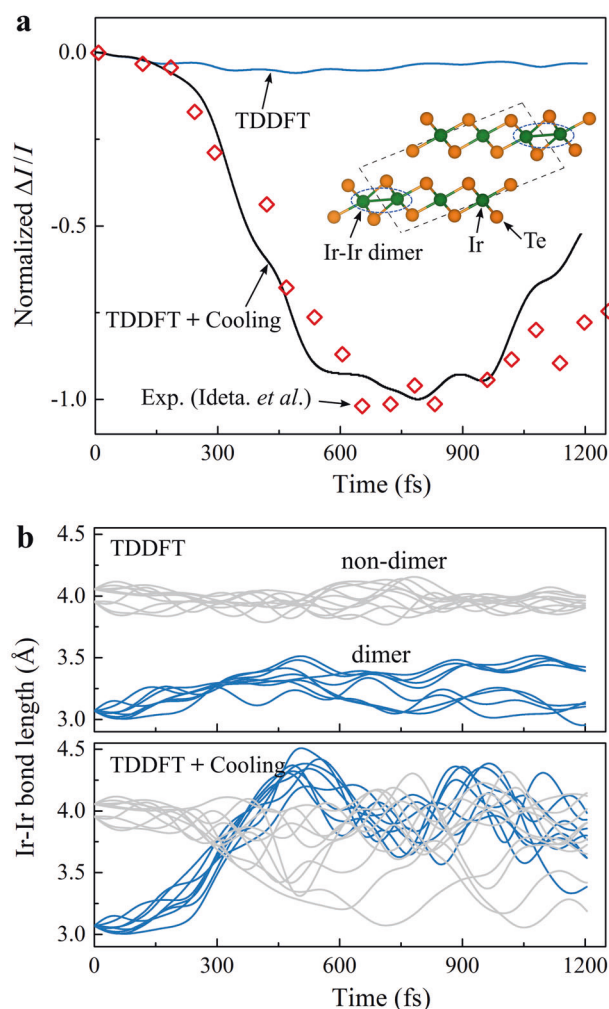 a
0.0
-0.5
-1.0
Normalized ΔI/I
TDDFT
Ir-Ir dimer
Ir
Te
TDDFT + Cooling
Exp. (Ideta. et al.)
0
300
600
900
1200
Time (fs)
b
TDDFT
non-dimer
dimer
4.5
4.0
3.5
3.0
TDDFT + Cooling
4.5
4.0
3.5
3.0
Ir-Ir bond length (Å)
0
300
600
900
1200
Time (fs)